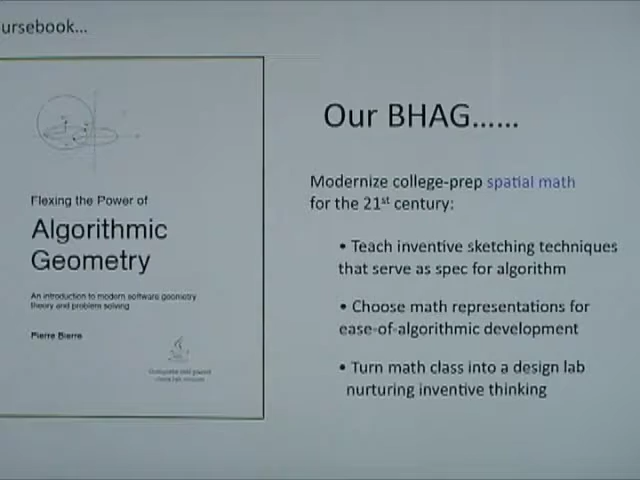 ursebook...
Our BHAG......
Modernize college-prep spatial math
for the 21st century:
• Teach inventive sketching techniques
that serve as spec for algorithm
• Choose math representations for
ease-of-algorithmic development
• Turn math class into a design lab
nurturing inventive thinking
Flexing the Power of
Algorithmic
Geometry
An introduction to modern software geometry
theory and problem solving
Pierre Bierre